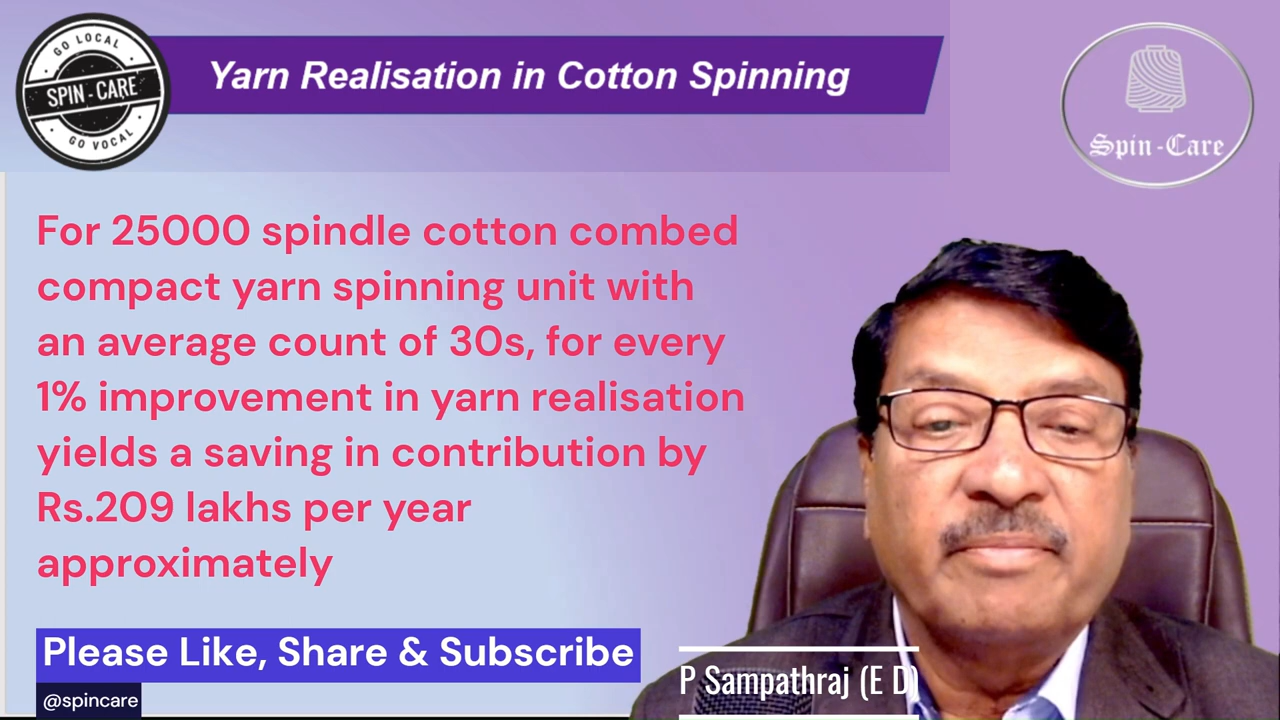 GO LOCAL
SPIN-CARE
GO VOCAL
Yarn Realisation in Cotton Spinning
Spin-Care
For 25000 spindle cotton combed
compact yarn spinning unit with
an average count of 30s, for every
1% improvement in yarn realisation
yields a saving in contribution by
Rs.209 lakhs per year
approximately
Please Like, Share & Subscribe
@spincare
P Sampathraj (E D)